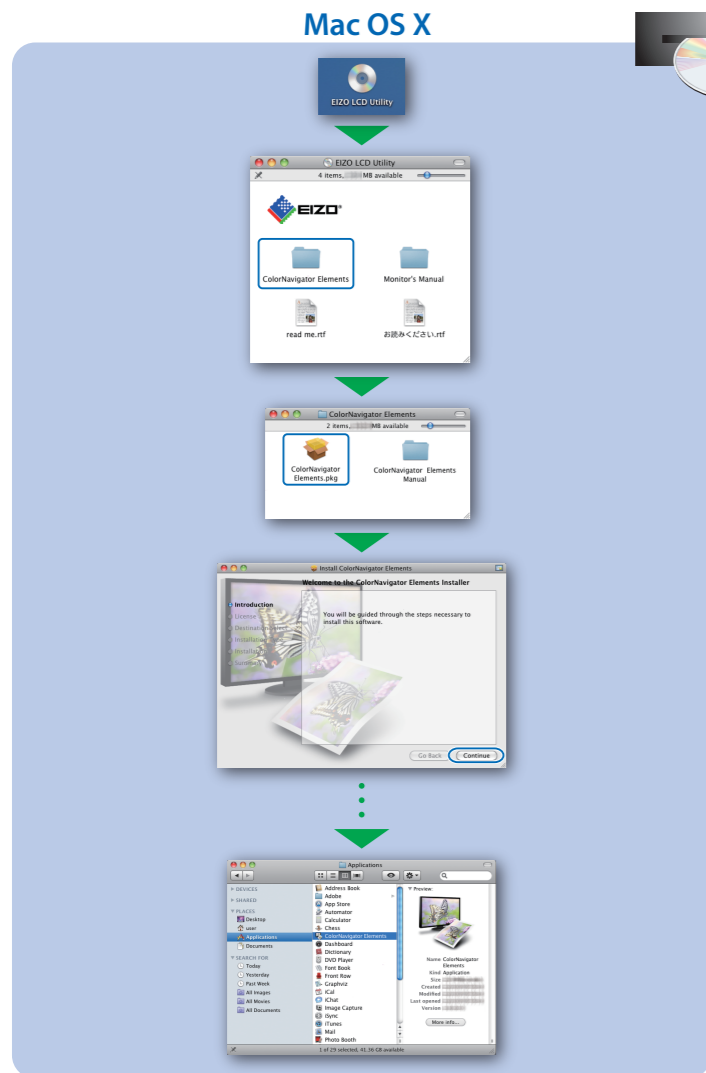 Mac OS X
EIZO LCD Utility
EIZO LCD Utility
4 items, MB available
EIZO
ColorNavigator Elements
Monitor's Manual
read me.rtf
お読みください.rtf
ColorNavigator Elements
2 items, MB available
ColorNavigator
Elements.pkg
ColorNavigator Elements
Manual
Install ColorNavigator Elements
Welcome to the ColorNavigator Elements Installer
Introduction
License
Destination Select
Installation
Installation
Summary
You will be guided through the steps necessary to
install this software.
Go Back
Continue
Applications
DEVICES
SHARED
PLACES
Desktop
user
Applications
Documents
SEARCH FOR
Today
Yesterday
Past Week
All Images
All Movies
All Documents
Address Book
Adobe
App Store
Automator
Calculator
Chess
ColorNavigator Elements
Dashboard
Dictionary
DVD Player
Font Book
Front Row
Graphviz
iCal
iChat
Image Capture
iSync
iTunes
Mail
Photo Booth
Preview:
Name ColorNavigator
Elements
Kind Application
Size
Created
Modified
Last opened
Version
More info...
1 of 29 selected, 41.36 GB available